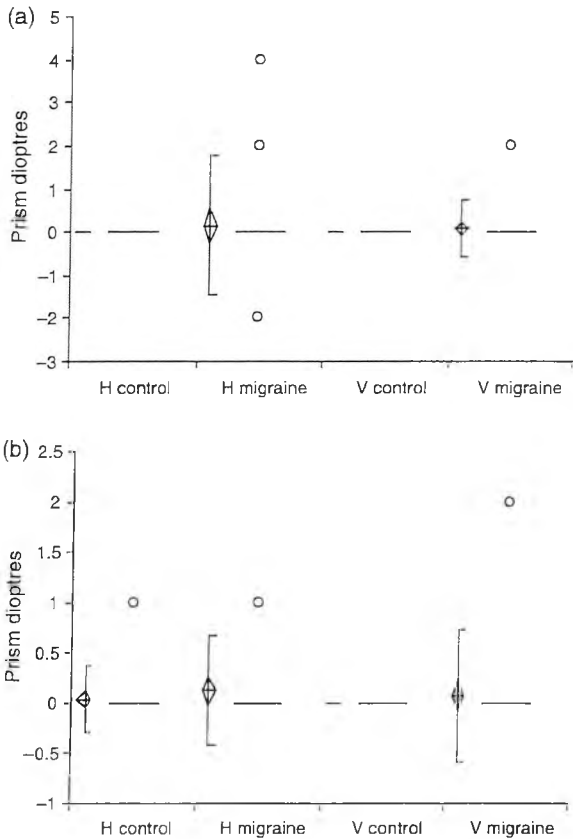 (a)
5
4
3
2
1
0
−1
−2
−3
Prism dioptres
H control H migraine V control V migraine
(b)
2.5
2
1.5
1
0.5
0
−0.5
−1
Prism dioptres
H control H migraine V control V migraine